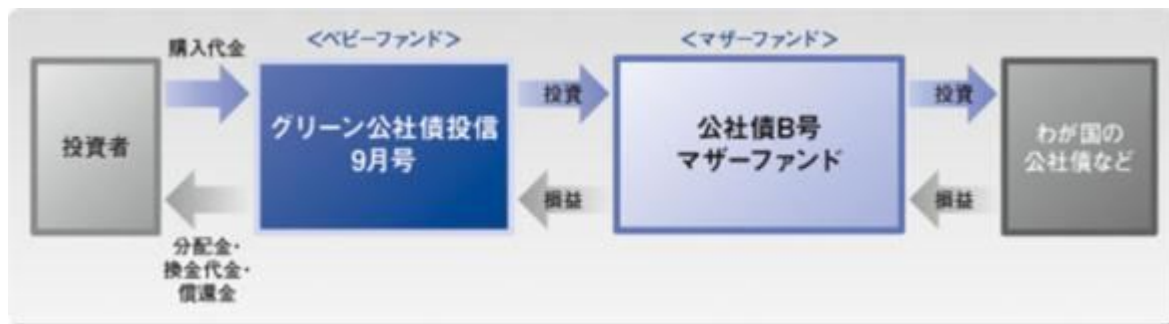 購入代金
<ベビーファンド>
<マザーファンド>
投資者
グリーン公社債投信
9月号
投資
公社債B号
マザーファンド
投資
わが国の
公社債など
損益
損益
分配金・
換金代金・
償還金